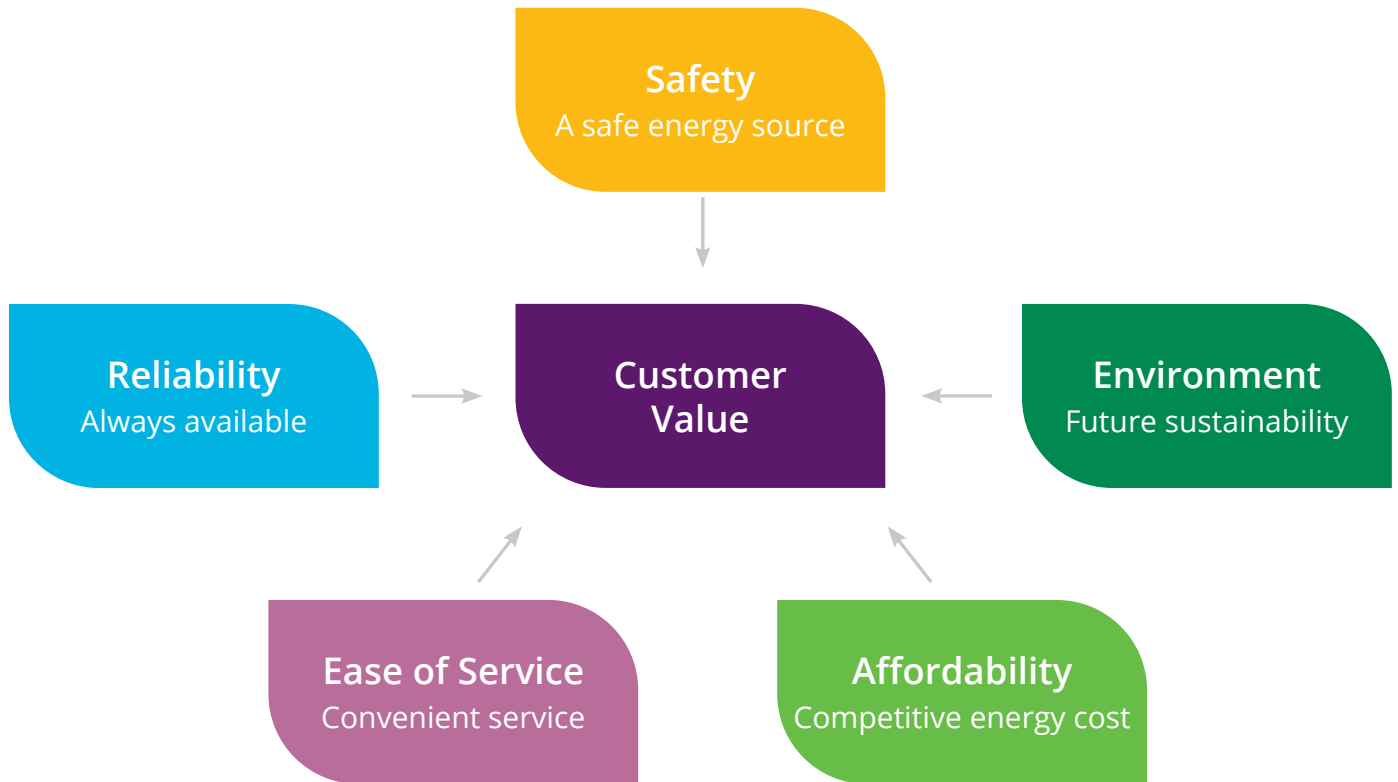 Safety
A safe energy source
Reliability
Always available
Customer
Value
Environment
Future sustainability
Ease of Service
Convenient service
Affordability
Competitive energy cost